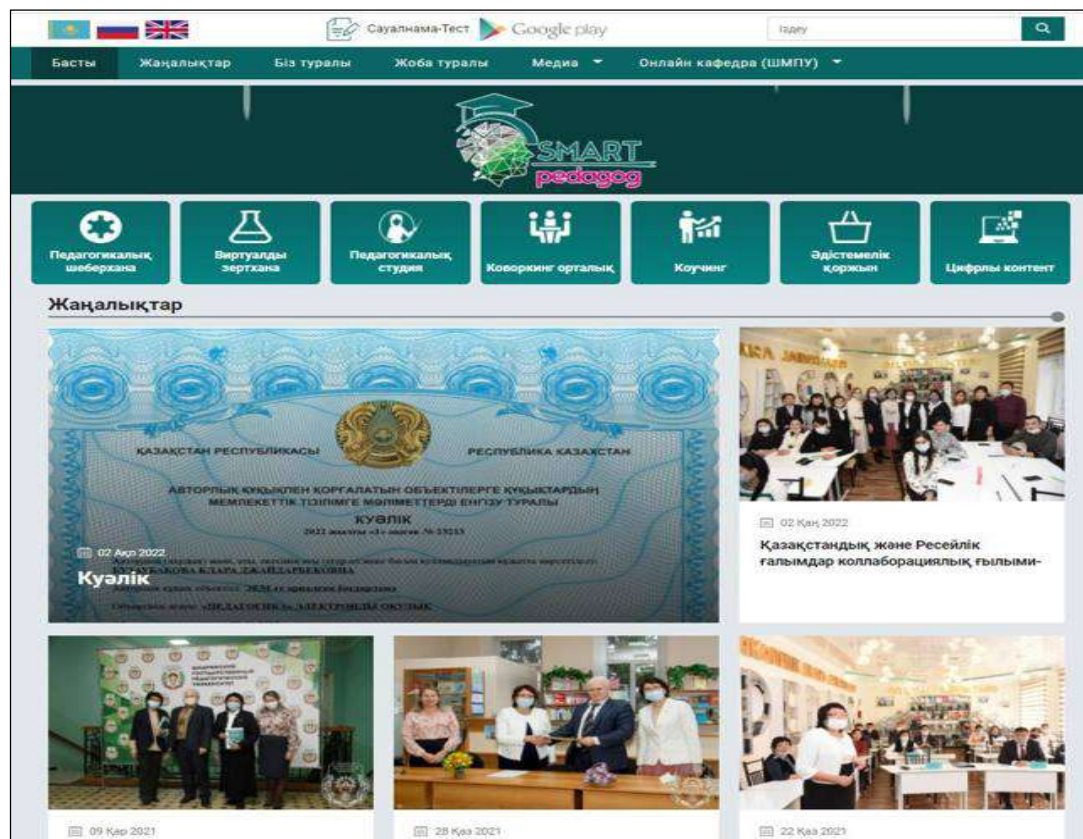 Сауалнама-Тест Google play Іздеу
Басты Жаңалықтар Біз туралы Жоба туралы Медиа Онлайн кафедра (ШМПУ)
SMART
pedagog
Педагогикалық
шеберхана
Виртуалды
зертхана
Педагогикалық
студия
Коворкинг орталық
Коучинг
Әдістемелік
қоржын
Цифрлы контент
Жаңалықтар
ҚАЗАҚСТАН РЕСПУБЛИКАСЫ РЕСПУБЛИКА КАЗАХСТАН
АВТОРЛЫҚ ҚҰҚЫҚПЕН ҚОРҒАЛАТЫН ОБЪЕКТІЛЕРГЕ ҚҰҚЫҚТАРДЫҢ
МЕМЛЕКЕТТІК ТІЗІЛІМГЕ МӘЛІМЕТТЕРДІ ЕНГІЗУ ТУРАЛЫ
КУӘЛІК
02 Ақп 2022
Куәлік
02 Қаң 2022
Қазақстандық және Ресейлік
ғалымдар коллаборациялық ғылыми-
09 Қар 2021
28 Қаз 2021
22 Қаз 2021